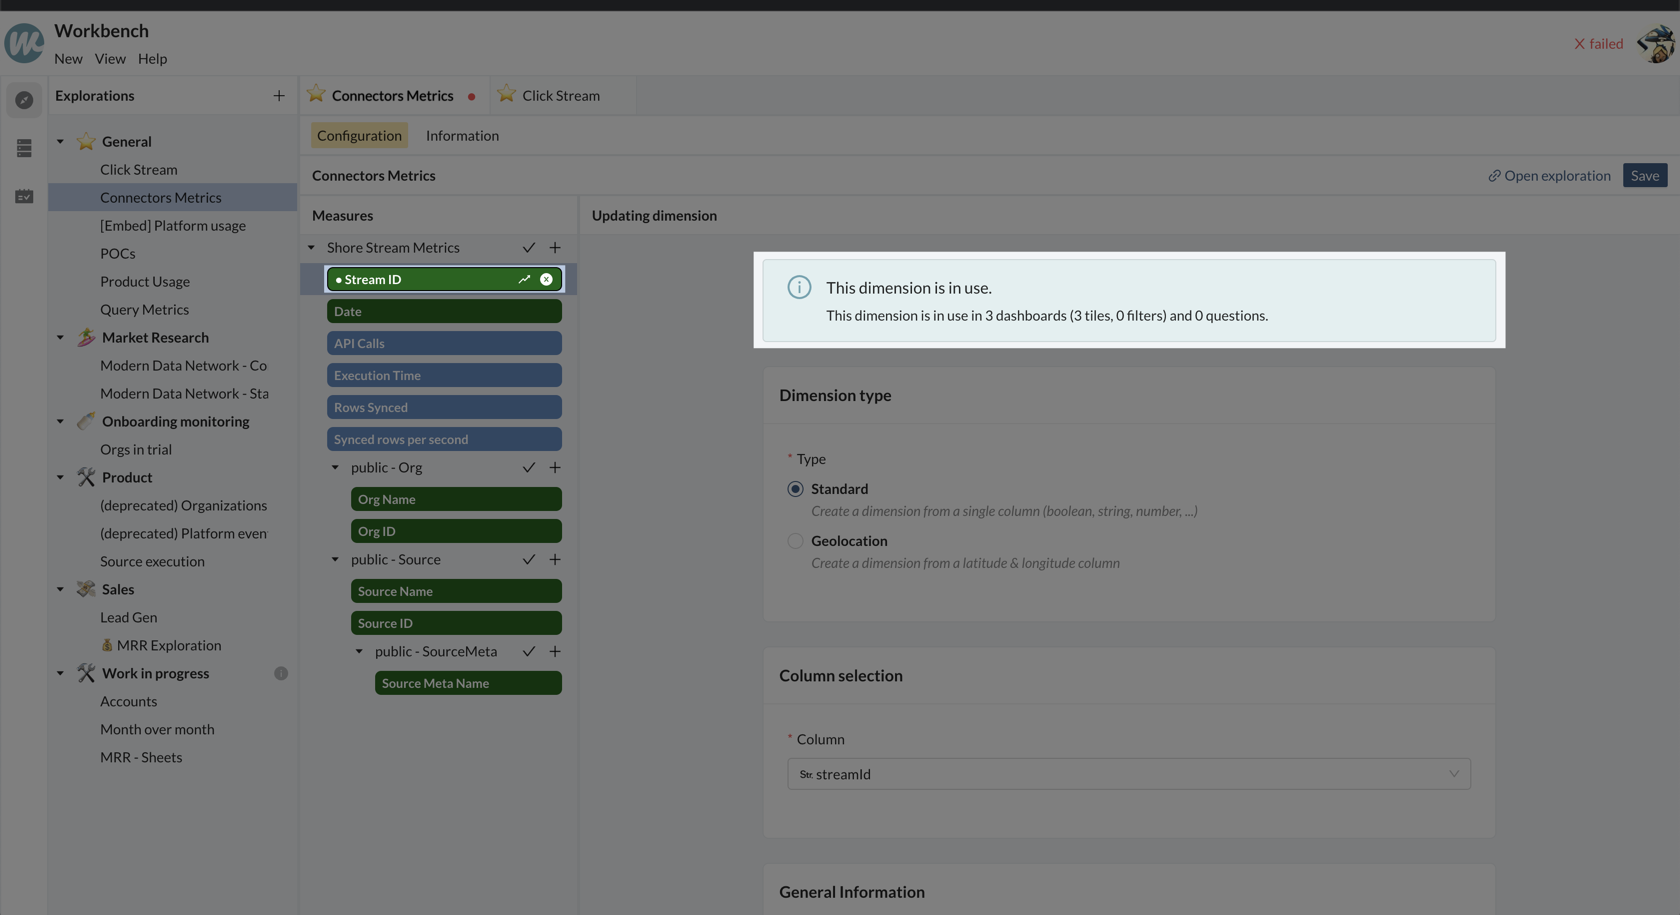 Workbench
New View Help
X failed
Explorations
General
Click Stream
Connectors Metrics
[Embed] Platform usage
POCs
Product Usage
Query Metrics
Market Research
Modern Data Network - Co
Modern Data Network - Sta
Onboarding monitoring
Orgs in trial
Product
(deprecated) Organizations
(deprecated) Platform even
Source execution
Sales
Lead Gen
MRR Exploration
Work in progress
Accounts
Month over month
MRR - Sheets
Connectors Metrics
Click Stream
Configuration Information
Connectors Metrics
Open exploration
Save
Measures
Shore Stream Metrics
• Stream ID
Date
API Calls
Execution Time
Rows Synced
Synced rows per second
public - Org
Org Name
Org ID
public - Source
Source Name
Source ID
public - SourceMeta
Source Meta Name
Updating dimension
This dimension is in use.
This dimension is in use in 3 dashboards (3 tiles, 0 filters) and 0 questions.
Dimension type
* Type
Standard
Create a dimension from a single column (boolean, string, number, ...)
Geolocation
Create a dimension from a latitude & longitude column
Column selection
* Column
Str. streamId
General Information